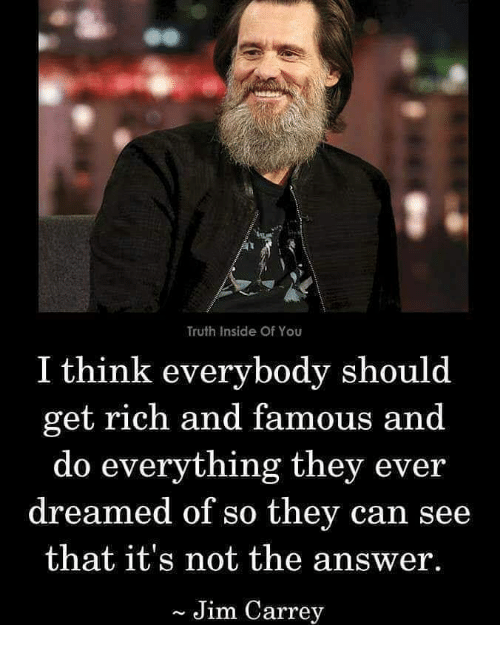 Truth Inside Of You
I think everybody should
get rich and famous and
do everything they ever
dreamed of so they can see
that it's not the answer.
~ Jim Carrey